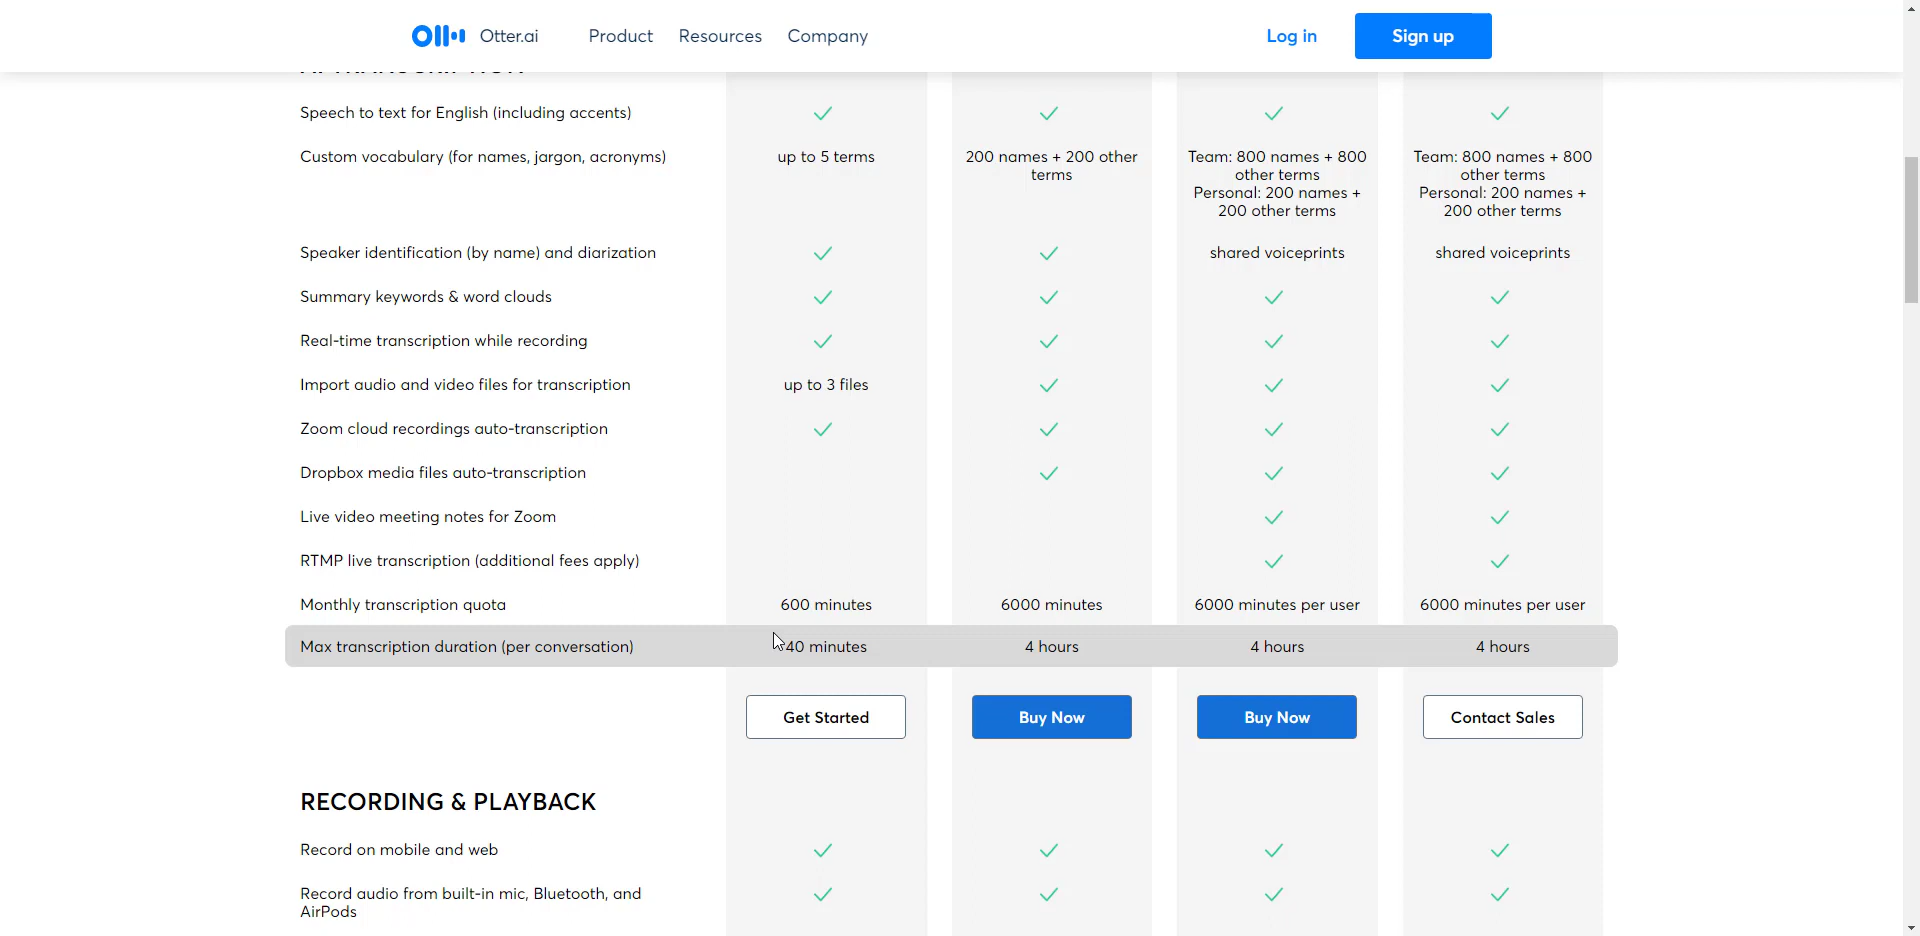 Otter.ai Product Resources Company Log in Sign up
Speech to text for English (including accents)
Custom vocabulary (for names, jargon, acronyms) up to 5 terms 200 names + 200 other terms Team: 800 names + 800 other terms Personal: 200 names + 200 other terms Team: 800 names + 800 other terms Personal: 200 names + 200 other terms
Speaker identification (by name) and diarization shared voiceprints shared voiceprints
Summary keywords & word clouds
Real-time transcription while recording
Import audio and video files for transcription up to 3 files
Zoom cloud recordings auto-transcription
Dropbox media files auto-transcription
Live video meeting notes for Zoom
RTMP live transcription (additional fees apply)
Monthly transcription quota 600 minutes 6000 minutes 6000 minutes per user 6000 minutes per user
Max transcription duration (per conversation) 40 minutes 4 hours 4 hours 4 hours
Get Started Buy Now Buy Now Contact Sales
RECORDING & PLAYBACK
Record on mobile and web
Record audio from built-in mic, Bluetooth, and
AirPods